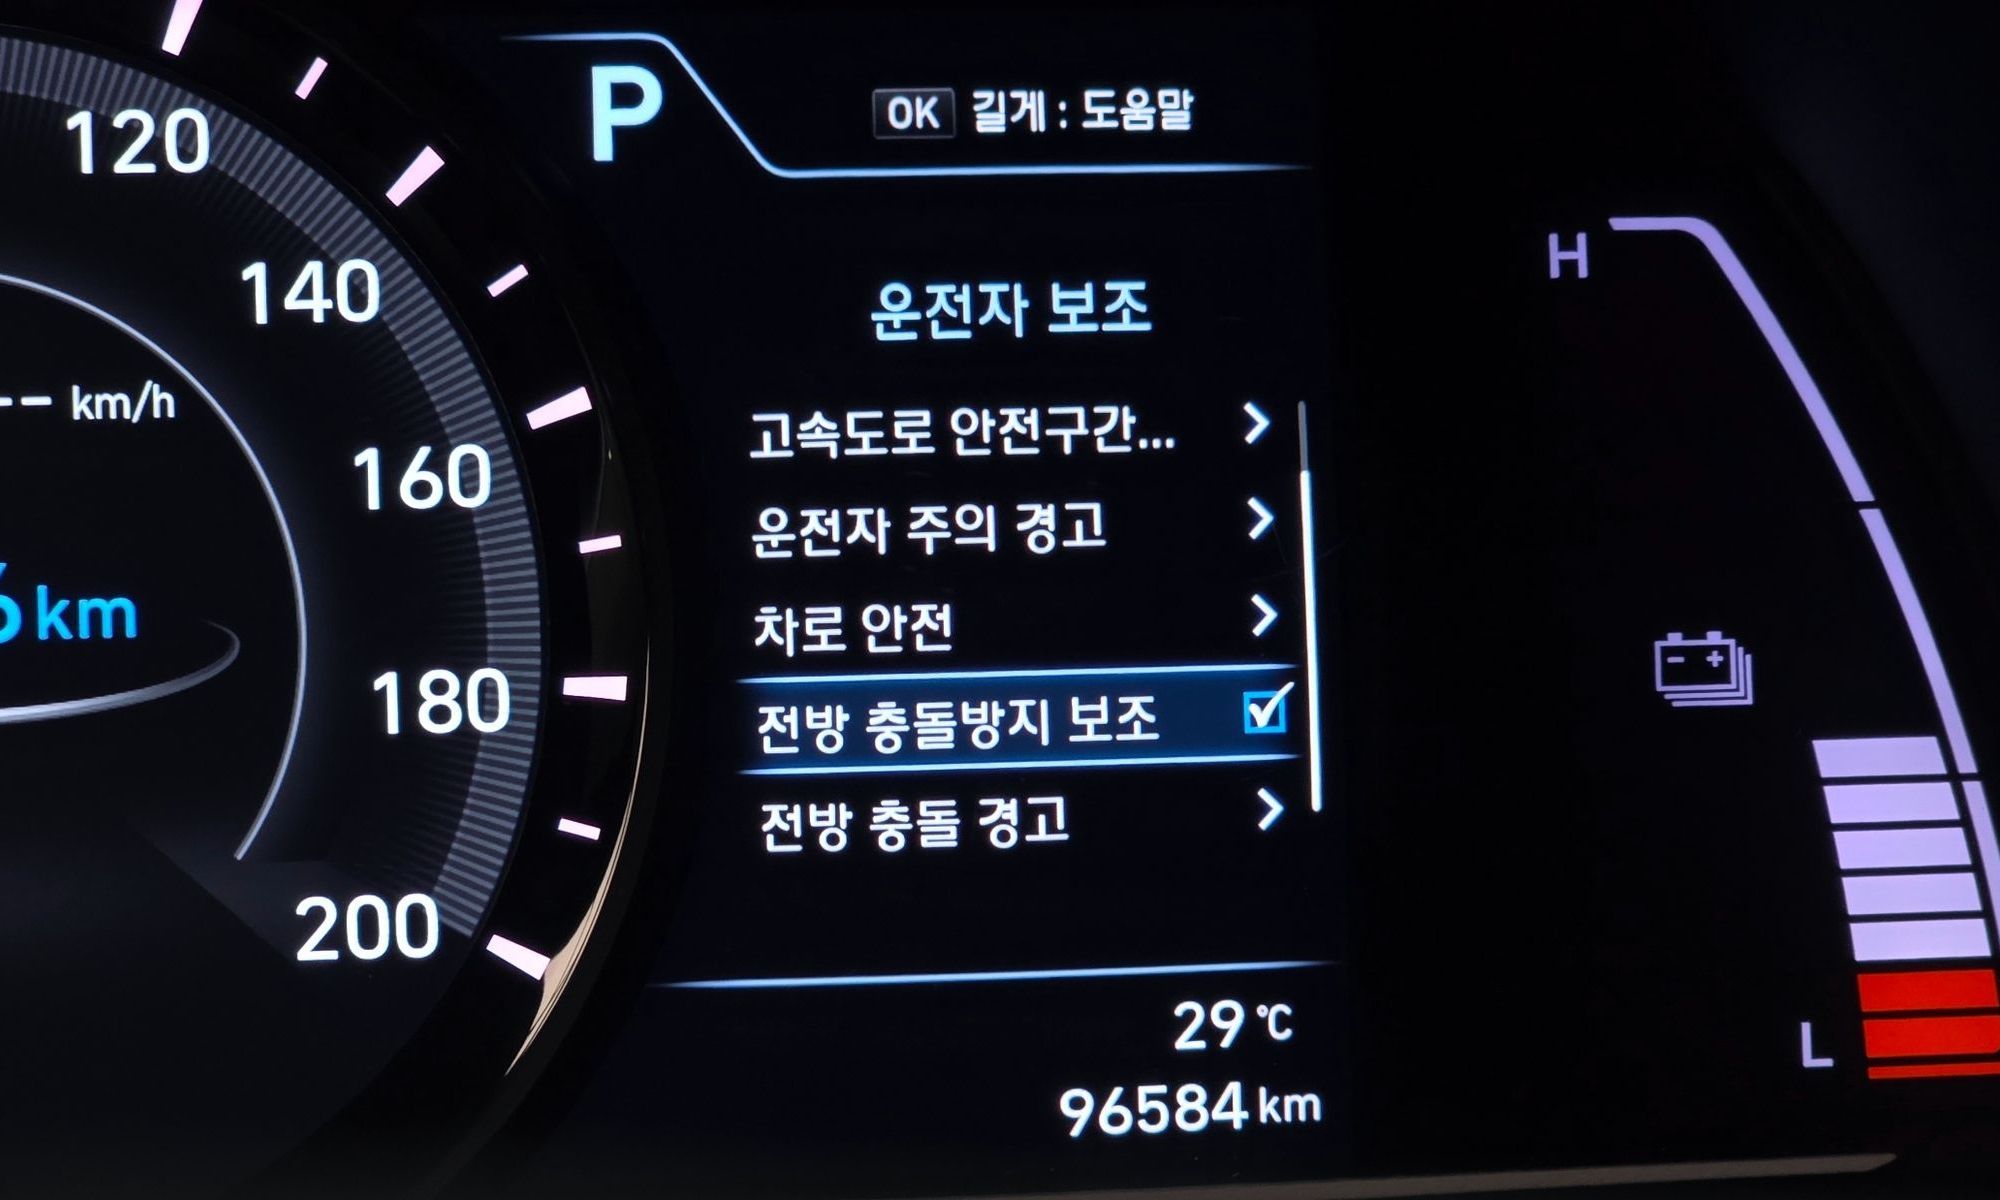 P
OK 길게 : 도움말
120
140
-- km/h
160
km
180
200
운전자 보조
고속도로 안전구간...
운전자 주의 경고
차로 안전
전방 충돌방지 보조
전방 충돌 경고
29 °C
96584 km
H
L